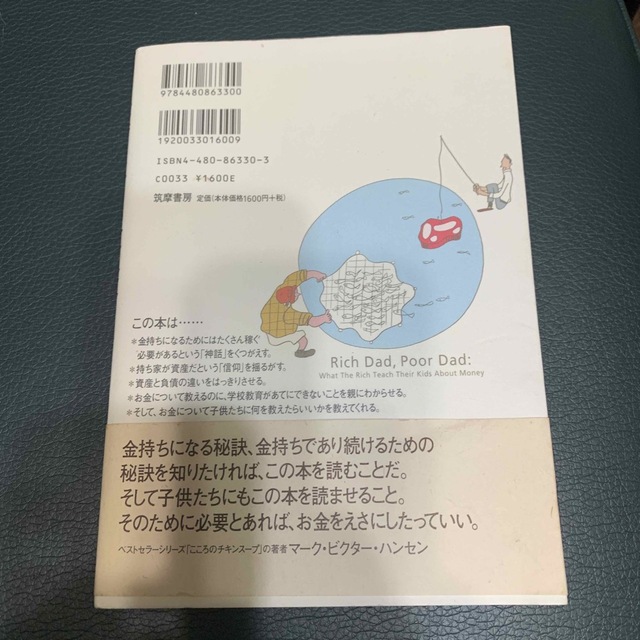 9784480863300
1920033016009
ISBN4-480-86330-3
C0033 ¥1600E
筑摩書房 定価(本体価格1600円+税)
この本は……
＊金持ちになるためにはたくさん稼ぐ
必要があるという「神話」をくつがえす。
＊持ち家が資産だという「信仰」を揺るがす。
＊資産と負債の違いをはっきりさせる。
＊お金について教えるのに、学校教育があてにできないことを親にわからせる。
＊そして、お金について子供たちに何を教えたらいいかを教えてくれる。
Rich Dad, Poor Dad:
What The Rich Teach Their Kids About Money
金持ちになる秘訣、金持ちであり続けるための
秘訣を知りたければ、この本を読むことだ。
そして子供たちにもこの本を読ませること。
そのために必要とあれば、お金をえさにしたっていい。
ベストセラーシリーズ「こころのチキンスープ」の著者 マーク・ビクター・ハンセン